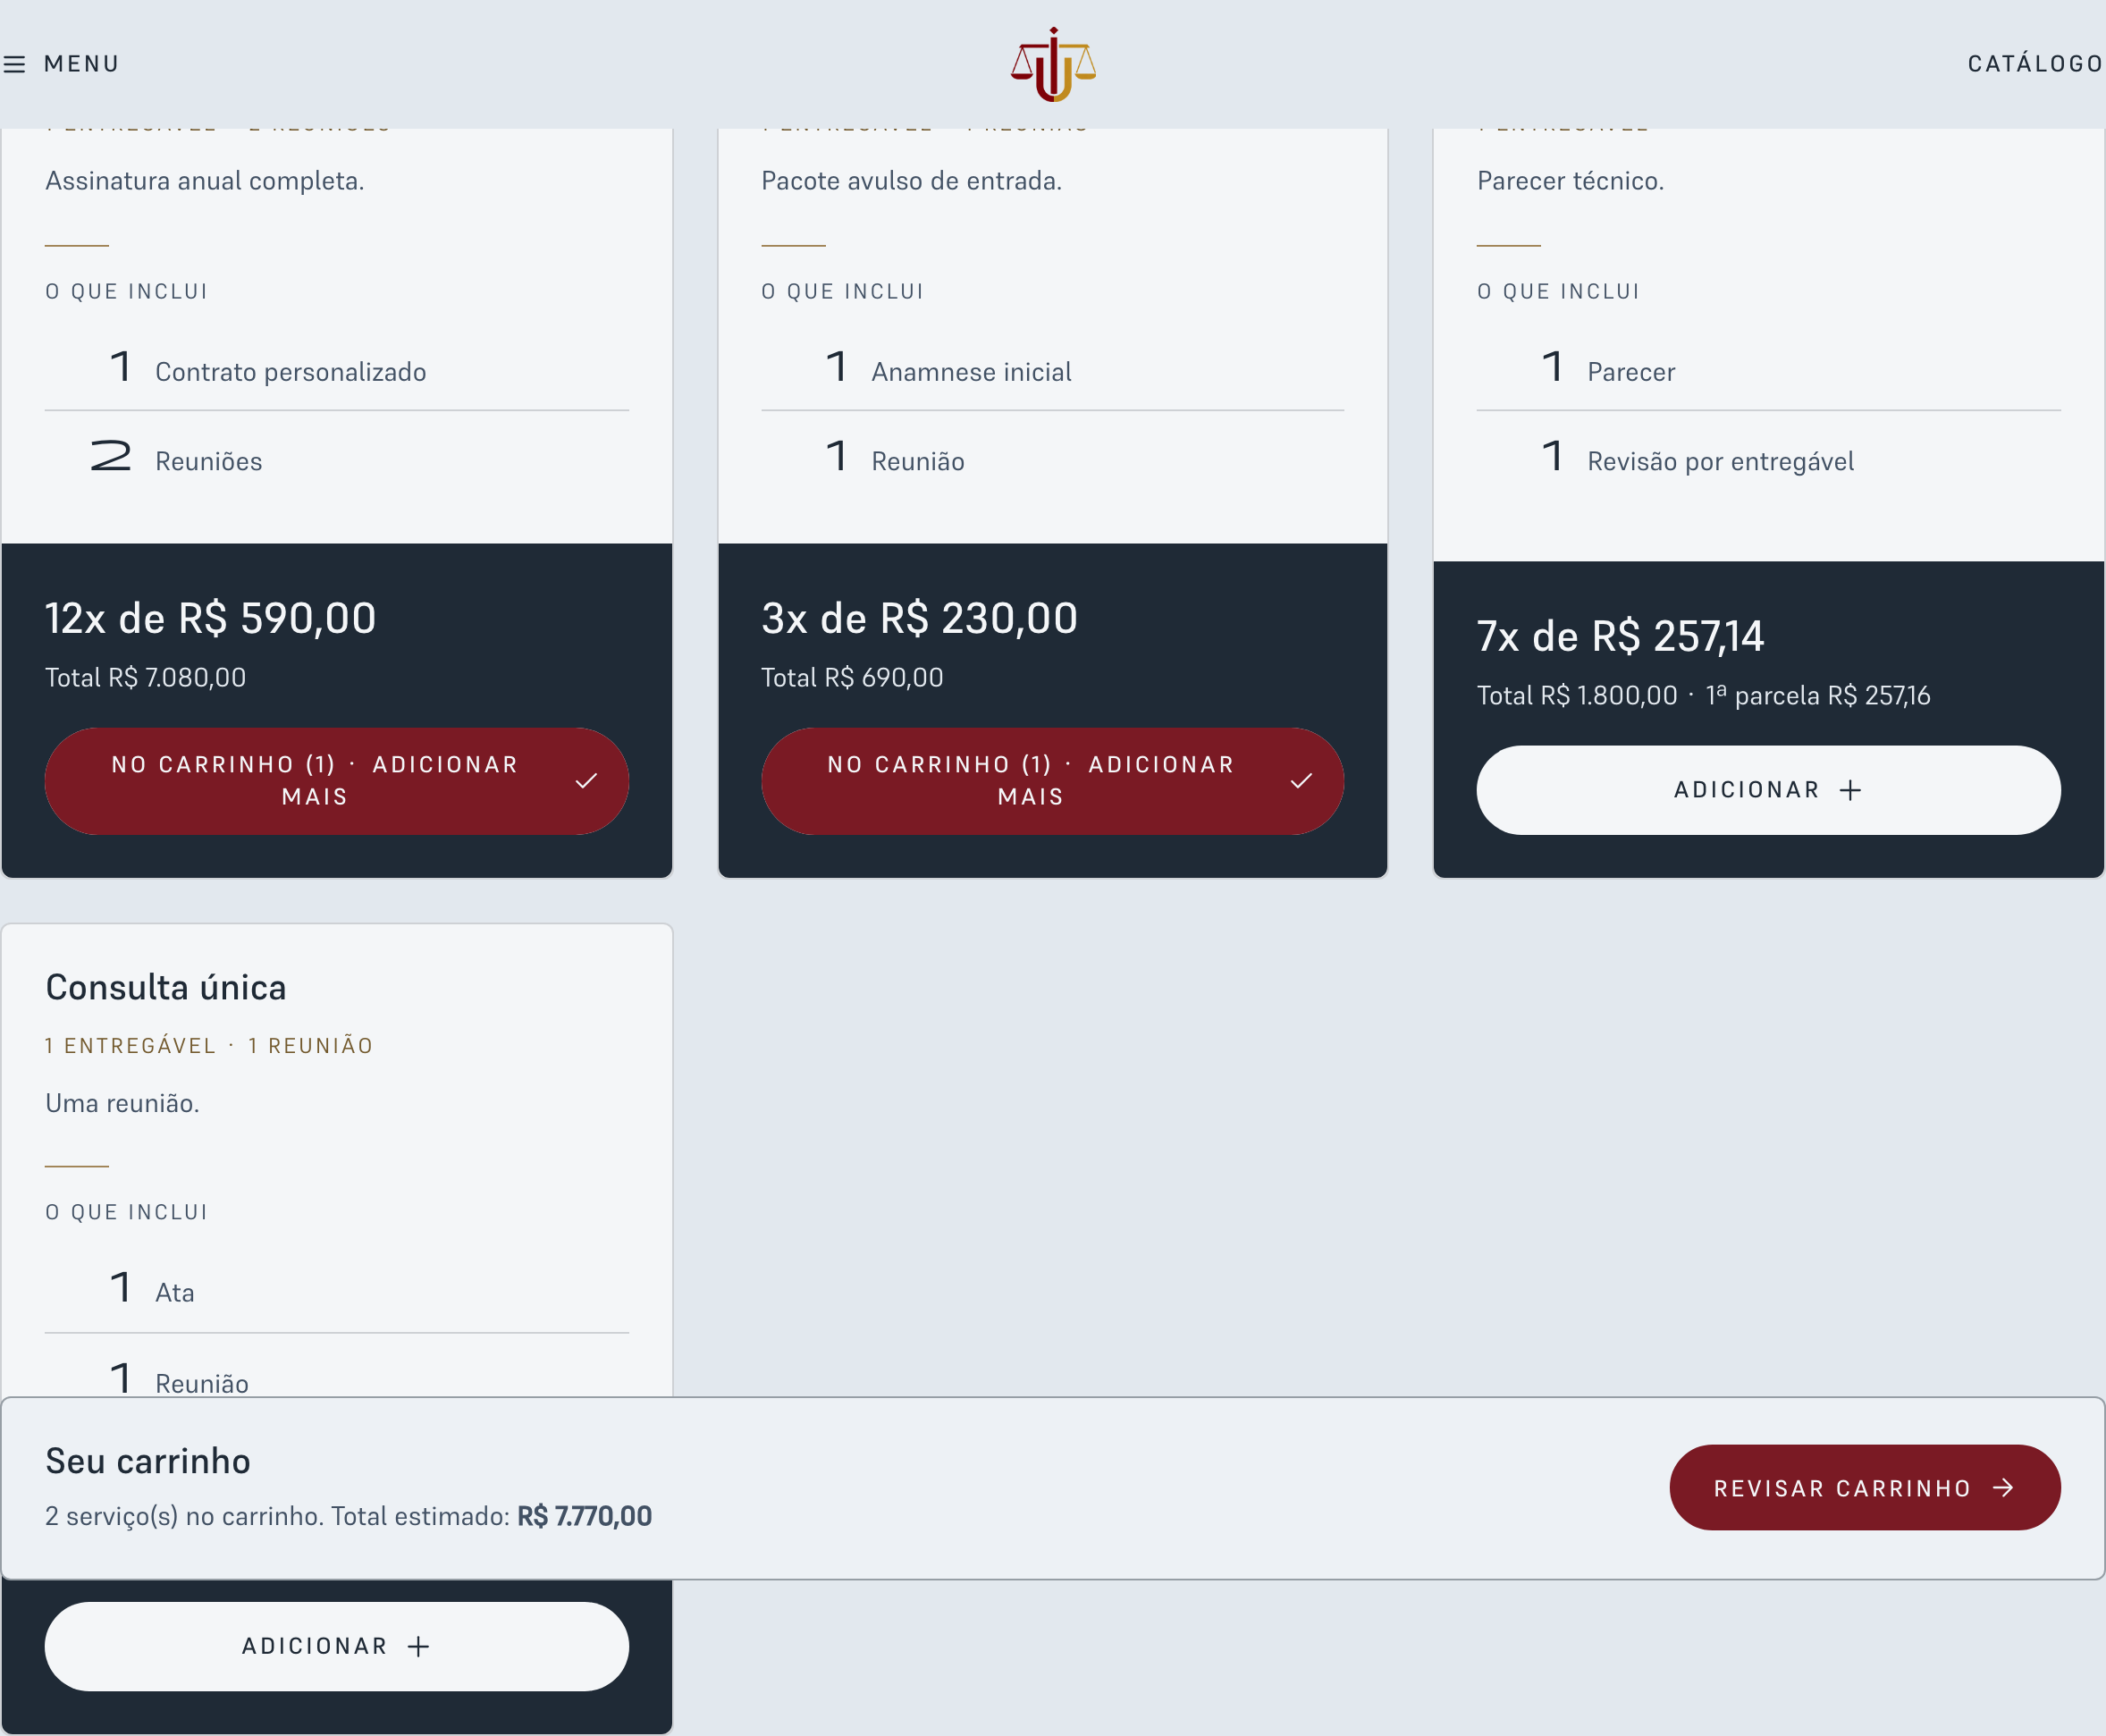 MENU
CATÁLOGO
Assinatura anual completa.
O QUE INCLUI
1 Contrato personalizado
2 Reuniões
12x de R$ 590,00
Total R$ 7.080,00
NO CARRINHO (1) · ADICIONAR
MAIS
Pacote avulso de entrada.
O QUE INCLUI
1 Anamnese inicial
1 Reunião
3x de R$ 230,00
Total R$ 690,00
NO CARRINHO (1) · ADICIONAR
MAIS
Parecer técnico.
O QUE INCLUI
1 Parecer
1 Revisão por entregável
7x de R$ 257,14
Total R$ 1.800,00 · 1ª parcela R$ 257,16
ADICIONAR
Consulta única
1 ENTREGÁVEL · 1 REUNIÃO
Uma reunião.
O QUE INCLUI
1 Ata
1 Reunião
Seu carrinho
2 serviço(s) no carrinho. Total estimado: R$ 7.770,00
REVISAR CARRINHO
ADICIONAR